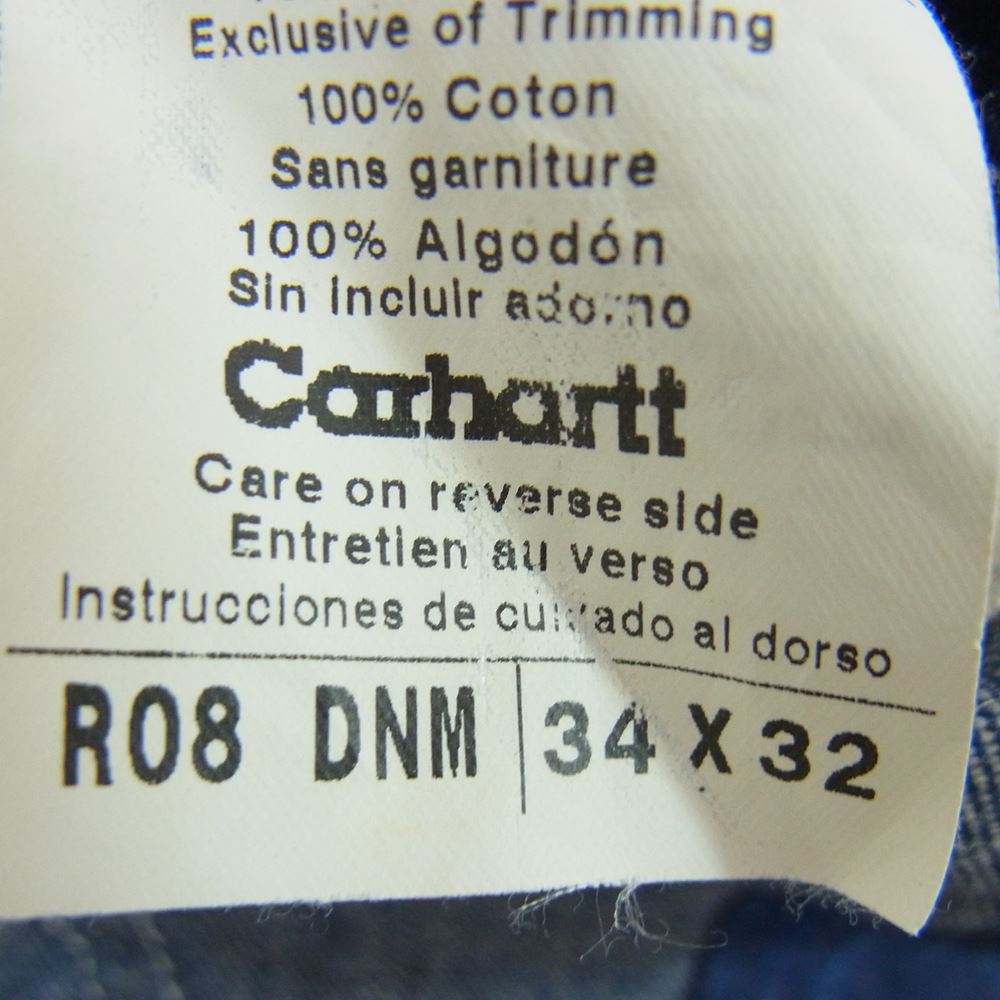 Exclusive of Trimming
100% Coton
Sans garniture
100% Algodón
Sin incluir adorno
Carhartt
Care on reverse side
Entretien au verso
Instrucciones de cuidado al dorso
R08 DNM 34 X 32